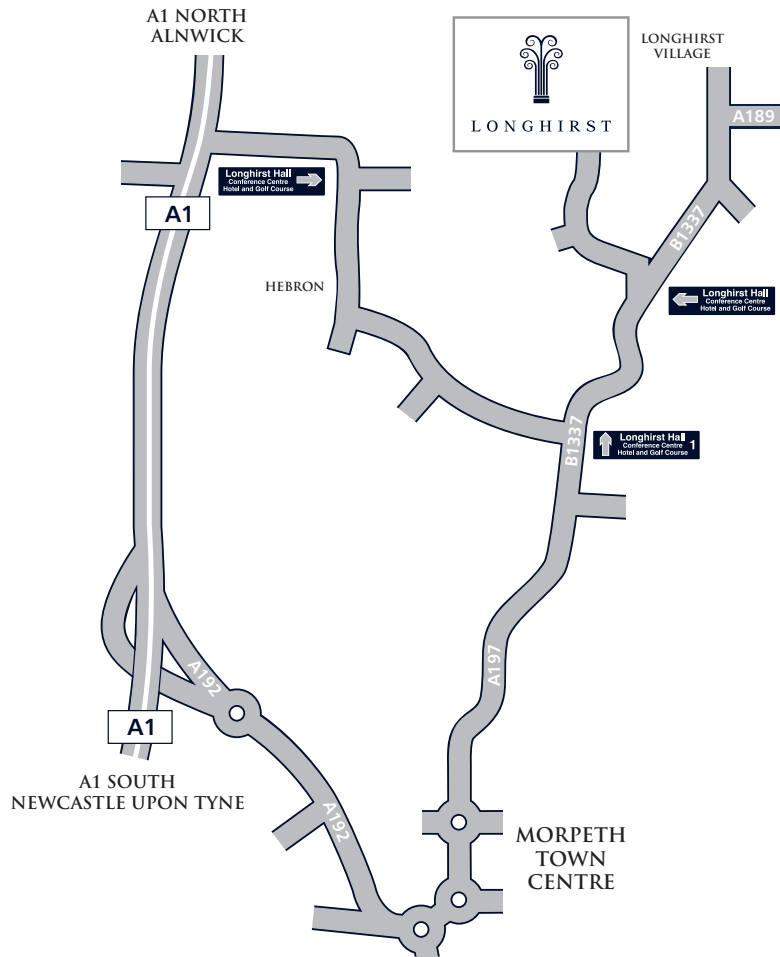 A1 NORTH
ALNWICK
LONGHIRST
VILLAGE
LONGHIRST
A189
Longhirst Hall
Conference Centre
Hotel and Golf Course
A1
B1337
HEBRON
Longhirst Hall
Conference Centre
Hotel and Golf Course
B1337
Longhirst Hall
Conference Centre
Hotel and Golf Course
1
A197
A192
A1
A1 SOUTH
NEWCASTLE UPON TYNE
A192
MORPETH
TOWN
CENTRE